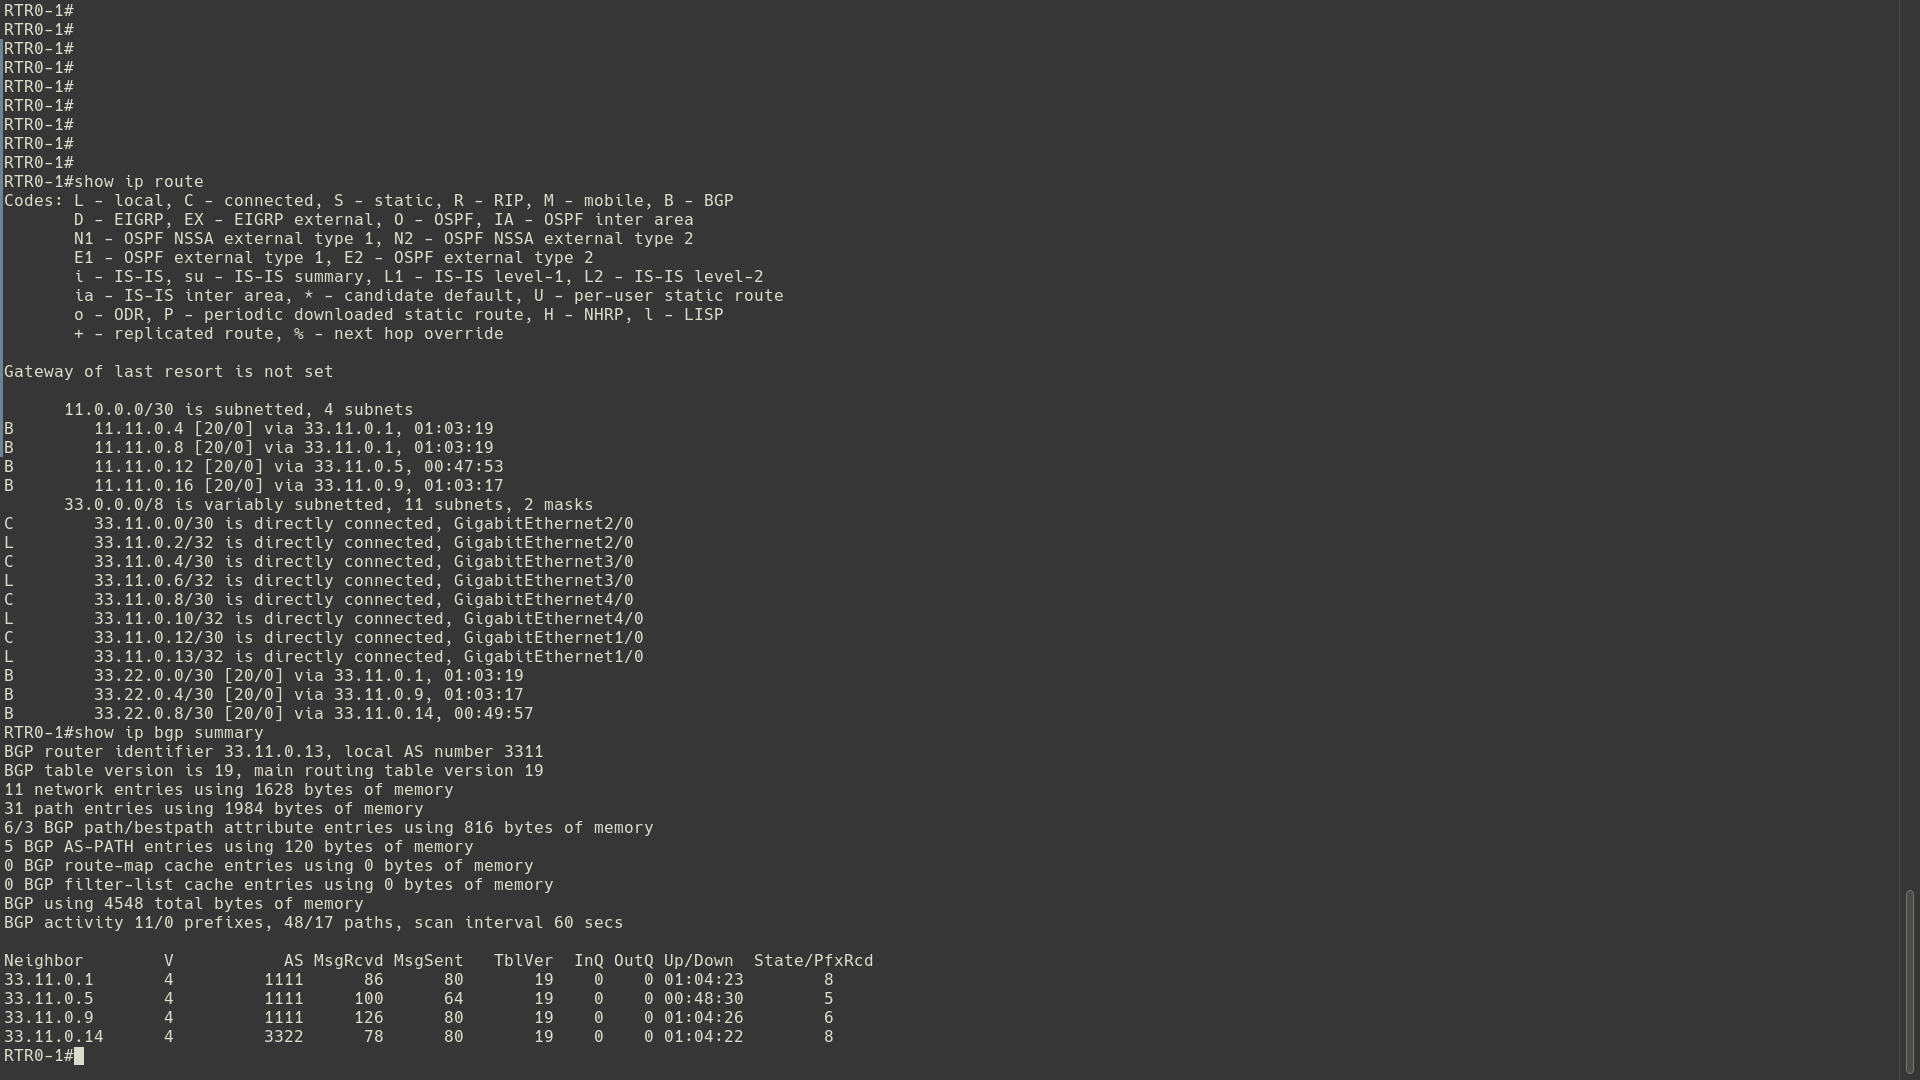 RTR0-1#
RTR0-1#
RTR0-1#
RTR0-1#
RTR0-1#
RTR0-1#
RTR0-1#
RTR0-1#
RTR0-1#
RTR0-1#show ip route
Codes: L - local, C - connected, S - static, R - RIP, M - mobile, B - BGP
       D - EIGRP, EX - EIGRP external, O - OSPF, IA - OSPF inter area
       N1 - OSPF NSSA external type 1, N2 - OSPF NSSA external type 2
       E1 - OSPF external type 1, E2 - OSPF external type 2
       i - IS-IS, su - IS-IS summary, L1 - IS-IS level-1, L2 - IS-IS level-2
       ia - IS-IS inter area, * - candidate default, U - per-user static route
       o - ODR, P - periodic downloaded static route, H - NHRP, l - LISP
       + - replicated route, % - next hop override

Gateway of last resort is not set

      11.0.0.0/30 is subnetted, 4 subnets
B        11.11.0.4 [20/0] via 33.11.0.1, 01:03:19
B        11.11.0.8 [20/0] via 33.11.0.1, 01:03:19
B        11.11.0.12 [20/0] via 33.11.0.5, 00:47:53
B        11.11.0.16 [20/0] via 33.11.0.9, 01:03:17
      33.0.0.0/8 is variably subnetted, 11 subnets, 2 masks
C        33.11.0.0/30 is directly connected, GigabitEthernet2/0
L        33.11.0.2/32 is directly connected, GigabitEthernet2/0
C        33.11.0.4/30 is directly connected, GigabitEthernet3/0
L        33.11.0.6/32 is directly connected, GigabitEthernet3/0
C        33.11.0.8/30 is directly connected, GigabitEthernet4/0
L        33.11.0.10/32 is directly connected, GigabitEthernet4/0
C        33.11.0.12/30 is directly connected, GigabitEthernet1/0
L        33.11.0.13/32 is directly connected, GigabitEthernet1/0
B        33.22.0.0/30 [20/0] via 33.11.0.1, 01:03:19
B        33.22.0.4/30 [20/0] via 33.11.0.9, 01:03:17
B        33.22.0.8/30 [20/0] via 33.11.0.14, 00:49:57
RTR0-1#show ip bgp summary
BGP router identifier 33.11.0.13, local AS number 3311
BGP table version is 19, main routing table version 19
11 network entries using 1628 bytes of memory
31 path entries using 1984 bytes of memory
6/3 BGP path/bestpath attribute entries using 816 bytes of memory
5 BGP AS-PATH entries using 120 bytes of memory
0 BGP route-map cache entries using 0 bytes of memory
0 BGP filter-list cache entries using 0 bytes of memory
BGP using 4548 total bytes of memory
BGP activity 11/0 prefixes, 48/17 paths, scan interval 60 secs

Neighbor        V           AS MsgRcvd MsgSent   TblVer  InQ OutQ Up/Down  State/PfxRcd
33.11.0.1       4         1111      86      80       19    0    0 01:04:23        8
33.11.0.5       4         1111     100      64       19    0    0 00:48:30        5
33.11.0.9       4         1111     126      80       19    0    0 01:04:26        6
33.11.0.14      4         3322      78      80       19    0    0 01:04:22        8
RTR0-1#